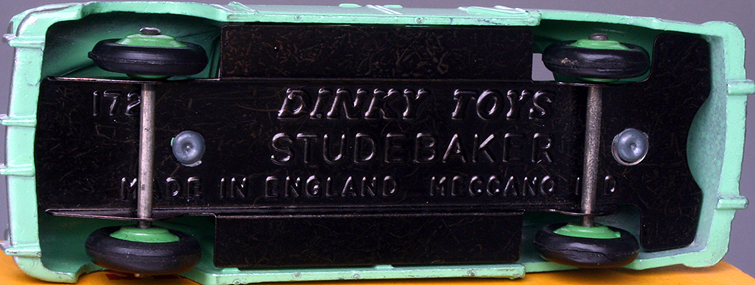 172 DINKY TOYS
STUDEBAKER
MADE IN ENGLAND MECCANO LTD